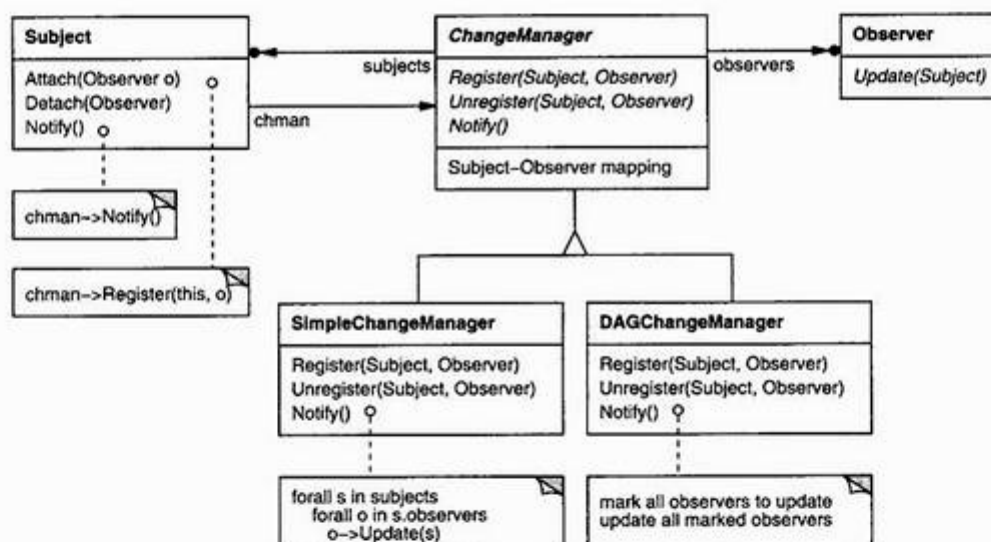 Subject
Attach(Observer o)
Detach(Observer)
Notify()
chman->Notify()
chman->Register(this, o)
subjects
chman
ChangeManager
Register(Subject, Observer)
Unregister(Subject, Observer)
Notify()
Subject-Observer mapping
observers
Observer
Update(Subject)
SimpleChangeManager
Register(Subject, Observer)
Unregister(Subject, Observer)
Notify()
forall s in subjects
forall o in s.observers
o->Update(s)
DAGChangeManager
Register(Subject, Observer)
Unregister(Subject, Observer)
Notify()
mark all observers to update
update all marked observers